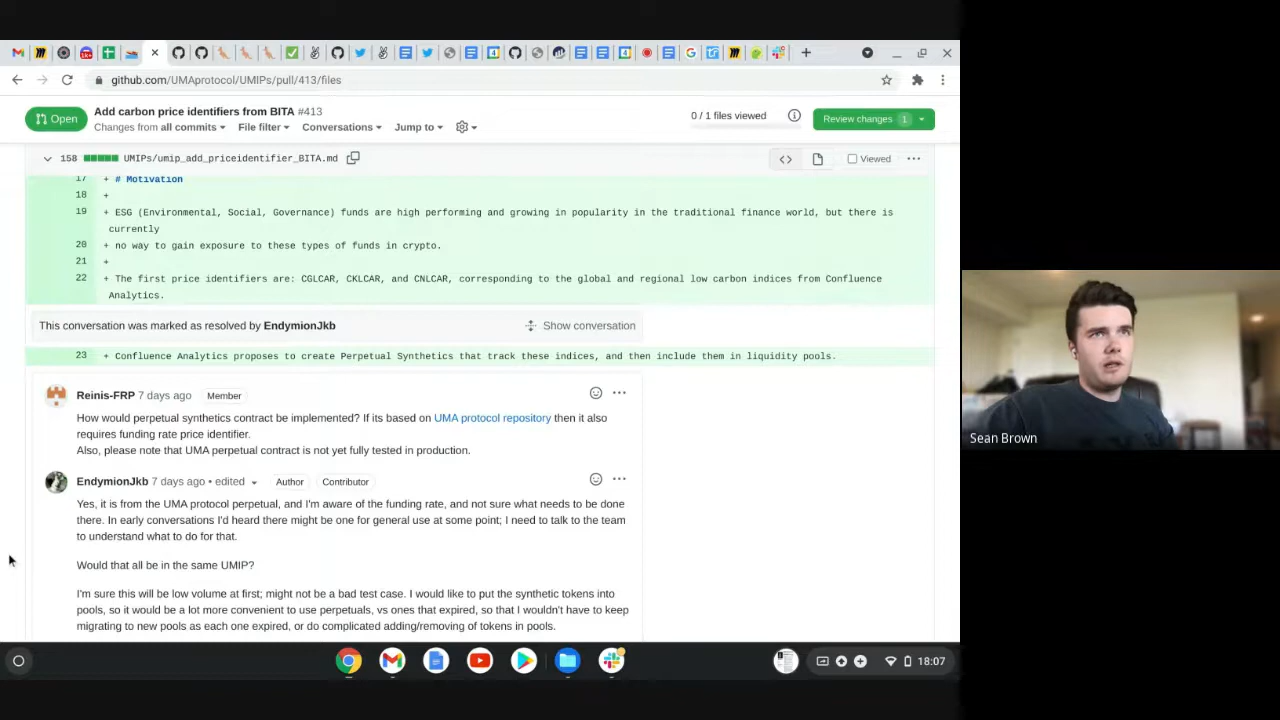 github.com/UMAprotocol/UMIPs/pull/413/files
Open
Add carbon price identifiers from BITA #413
Changes from all commits File filter Conversations Jump to
0 / 1 files viewed
Review changes 1
158 UMIPs/umip_add_priceidentifier_BITA.md
Viewed
17 + # Motivation
18 +
19 + ESG (Environmental, Social, Governance) funds are high performing and growing in popularity in the traditional finance world, but there is
currently
20 + no way to gain exposure to these types of funds in crypto.
21 +
22 + The first price identifiers are: CGLCAR, CKLCAR, and CNLCAR, corresponding to the global and regional low carbon indices from Confluence
Analytics.
This conversation was marked as resolved by EndymionJkb
Show conversation
23 + Confluence Analytics proposes to create Perpetual Synthetics that track these indices, and then include them in liquidity pools.
Reinis-FRP 7 days ago Member
How would perpetual synthetics contract be implemented? If its based on UMA protocol repository then it also
requires funding rate price identifier.
Also, please note that UMA perpetual contract is not yet fully tested in production.
EndymionJkb 7 days ago • edited Author Contributor
Yes, it is from the UMA protocol perpetual, and I'm aware of the funding rate, and not sure what needs to be done
there. In early conversations I'd heard there might be one for general use at some point; I need to talk to the team
to understand what to do for that.
Would that all be in the same UMIP?
I'm sure this will be low volume at first; might not be a bad test case. I would like to put the synthetic tokens into
pools, so it would be a lot more convenient to use perpetuals, vs ones that expired, so that I wouldn't have to keep
migrating to new pools as each one expired, or do complicated adding/removing of tokens in pools.
18:07
Sean Brown